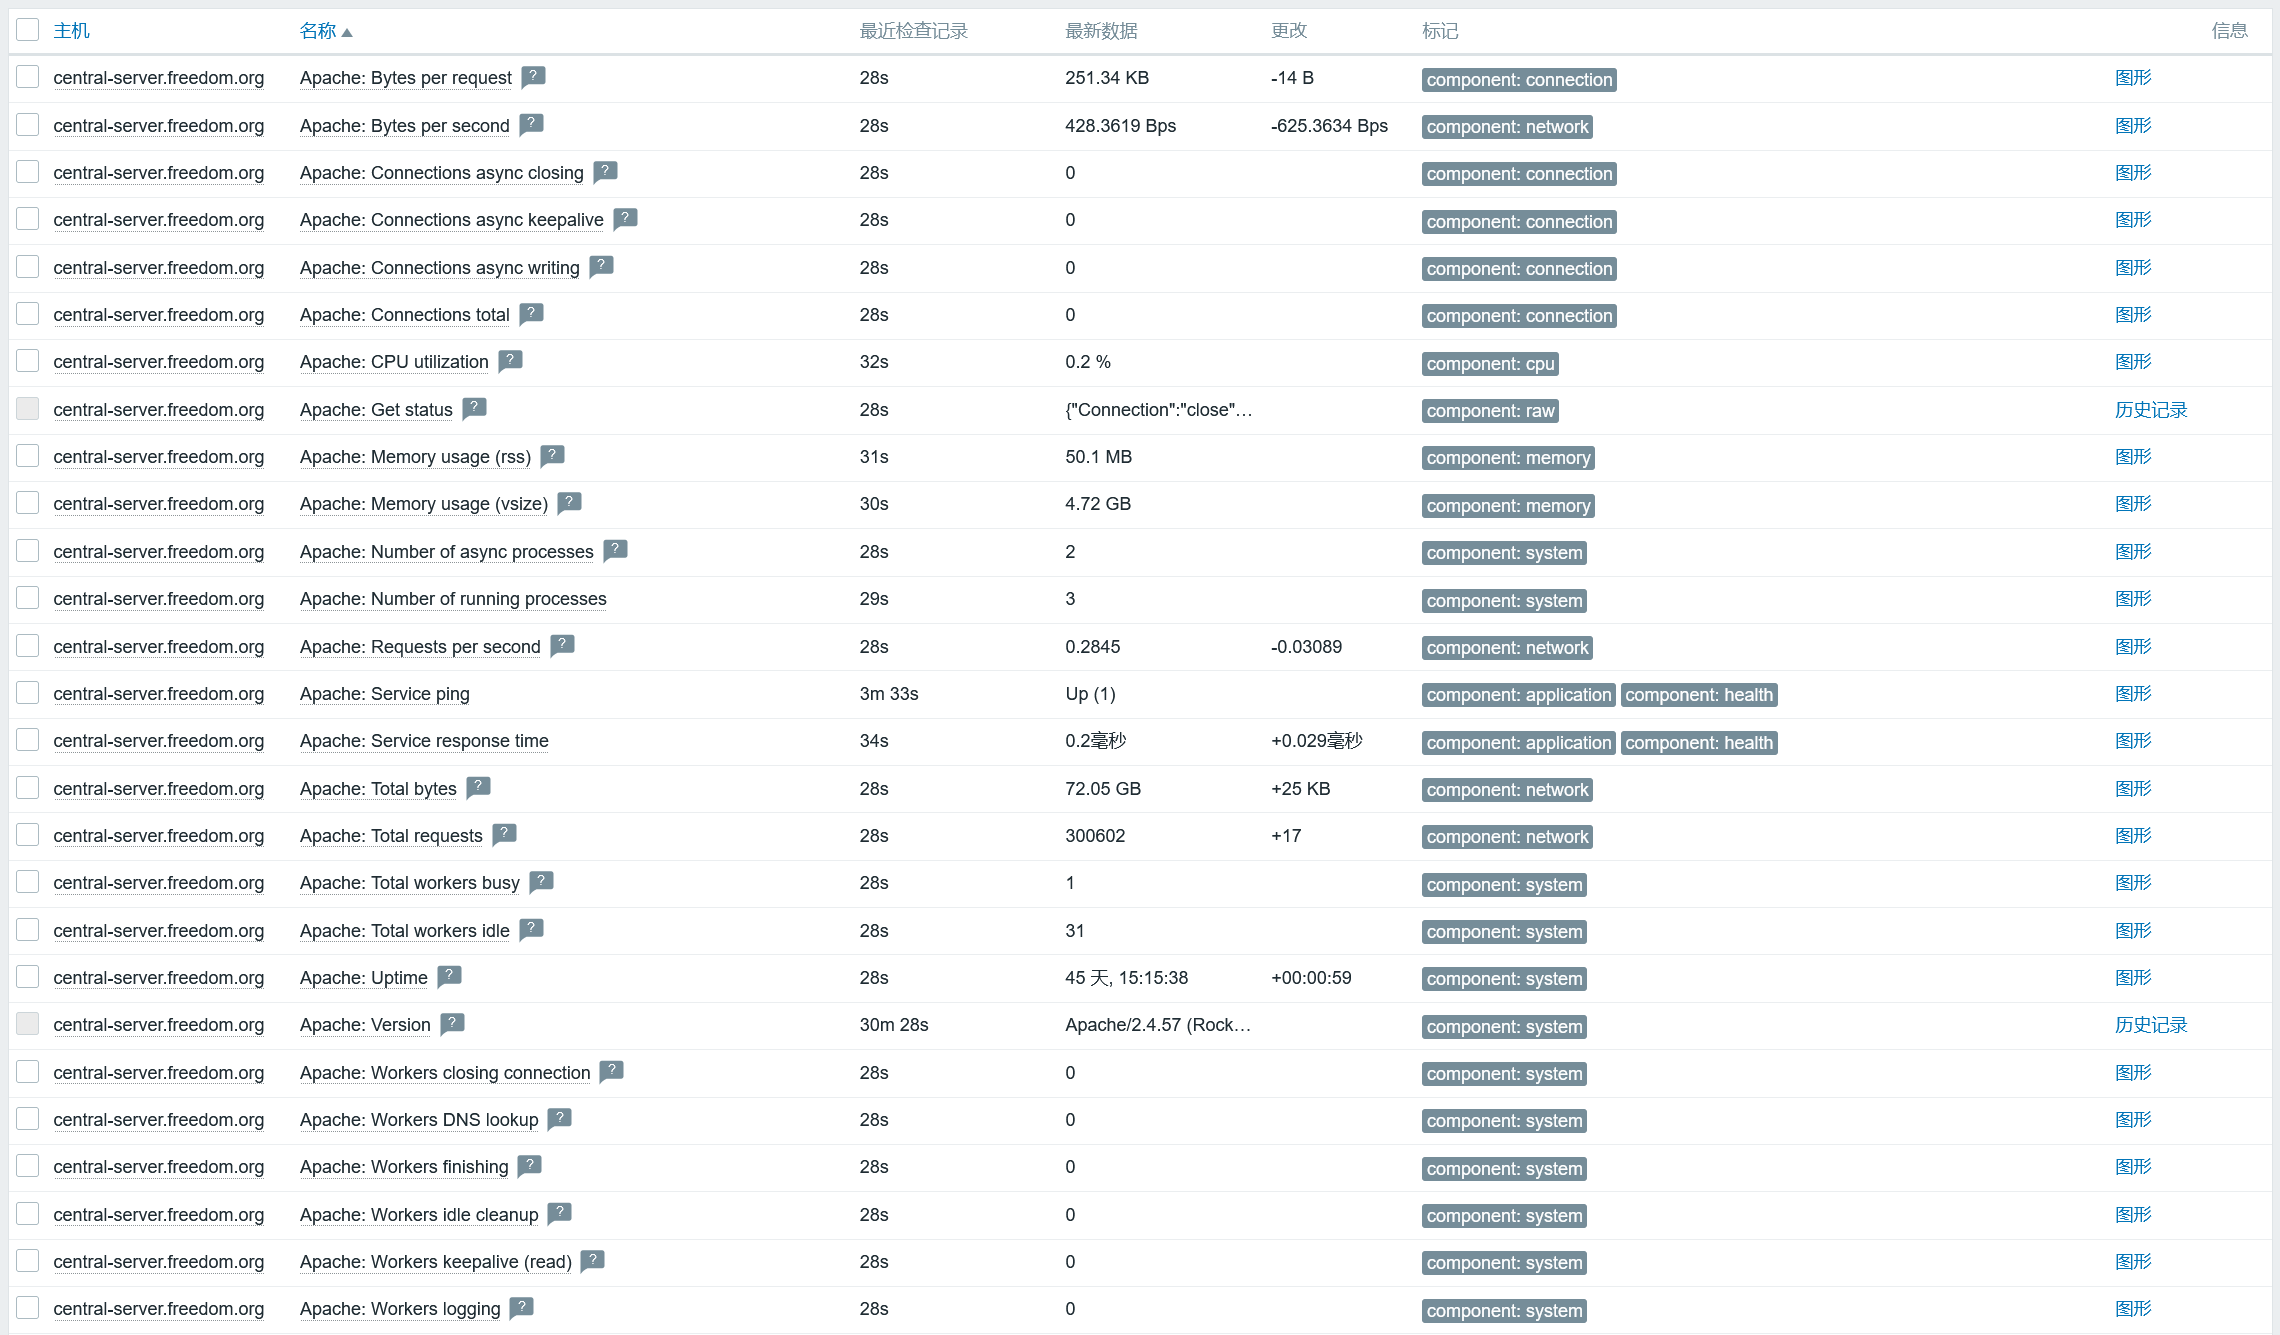 主机 名称 最近检查记录 最新数据 更改 标记 信息
central-server.freedom.org Apache: Bytes per request ? 28s 251.34 KB -14 B component: connection 图形
central-server.freedom.org Apache: Bytes per second ? 28s 428.3619 Bps -625.3634 Bps component: network 图形
central-server.freedom.org Apache: Connections async closing ? 28s 0 component: connection 图形
central-server.freedom.org Apache: Connections async keepalive ? 28s 0 component: connection 图形
central-server.freedom.org Apache: Connections async writing ? 28s 0 component: connection 图形
central-server.freedom.org Apache: Connections total ? 28s 0 component: connection 图形
central-server.freedom.org Apache: CPU utilization ? 32s 0.2 % component: cpu 图形
central-server.freedom.org Apache: Get status ? 28s {"Connection":"close"… component: raw 历史记录
central-server.freedom.org Apache: Memory usage (rss) ? 31s 50.1 MB component: memory 图形
central-server.freedom.org Apache: Memory usage (vsize) ? 30s 4.72 GB component: memory 图形
central-server.freedom.org Apache: Number of async processes ? 28s 2 component: system 图形
central-server.freedom.org Apache: Number of running processes 29s 3 component: system 图形
central-server.freedom.org Apache: Requests per second ? 28s 0.2845 -0.03089 component: network 图形
central-server.freedom.org Apache: Service ping 3m 33s Up (1) component: application component: health 图形
central-server.freedom.org Apache: Service response time 34s 0.2毫秒 +0.029毫秒 component: application component: health 图形
central-server.freedom.org Apache: Total bytes ? 28s 72.05 GB +25 KB component: network 图形
central-server.freedom.org Apache: Total requests ? 28s 300602 +17 component: network 图形
central-server.freedom.org Apache: Total workers busy ? 28s 1 component: system 图形
central-server.freedom.org Apache: Total workers idle ? 28s 31 component: system 图形
central-server.freedom.org Apache: Uptime ? 28s 45 天, 15:15:38 +00:00:59 component: system 图形
central-server.freedom.org Apache: Version ? 30m 28s Apache/2.4.57 (Rock… component: system 历史记录
central-server.freedom.org Apache: Workers closing connection ? 28s 0 component: system 图形
central-server.freedom.org Apache: Workers DNS lookup ? 28s 0 component: system 图形
central-server.freedom.org Apache: Workers finishing ? 28s 0 component: system 图形
central-server.freedom.org Apache: Workers idle cleanup ? 28s 0 component: system 图形
central-server.freedom.org Apache: Workers keepalive (read) ? 28s 0 component: system 图形
central-server.freedom.org Apache: Workers logging ? 28s 0 component: system 图形